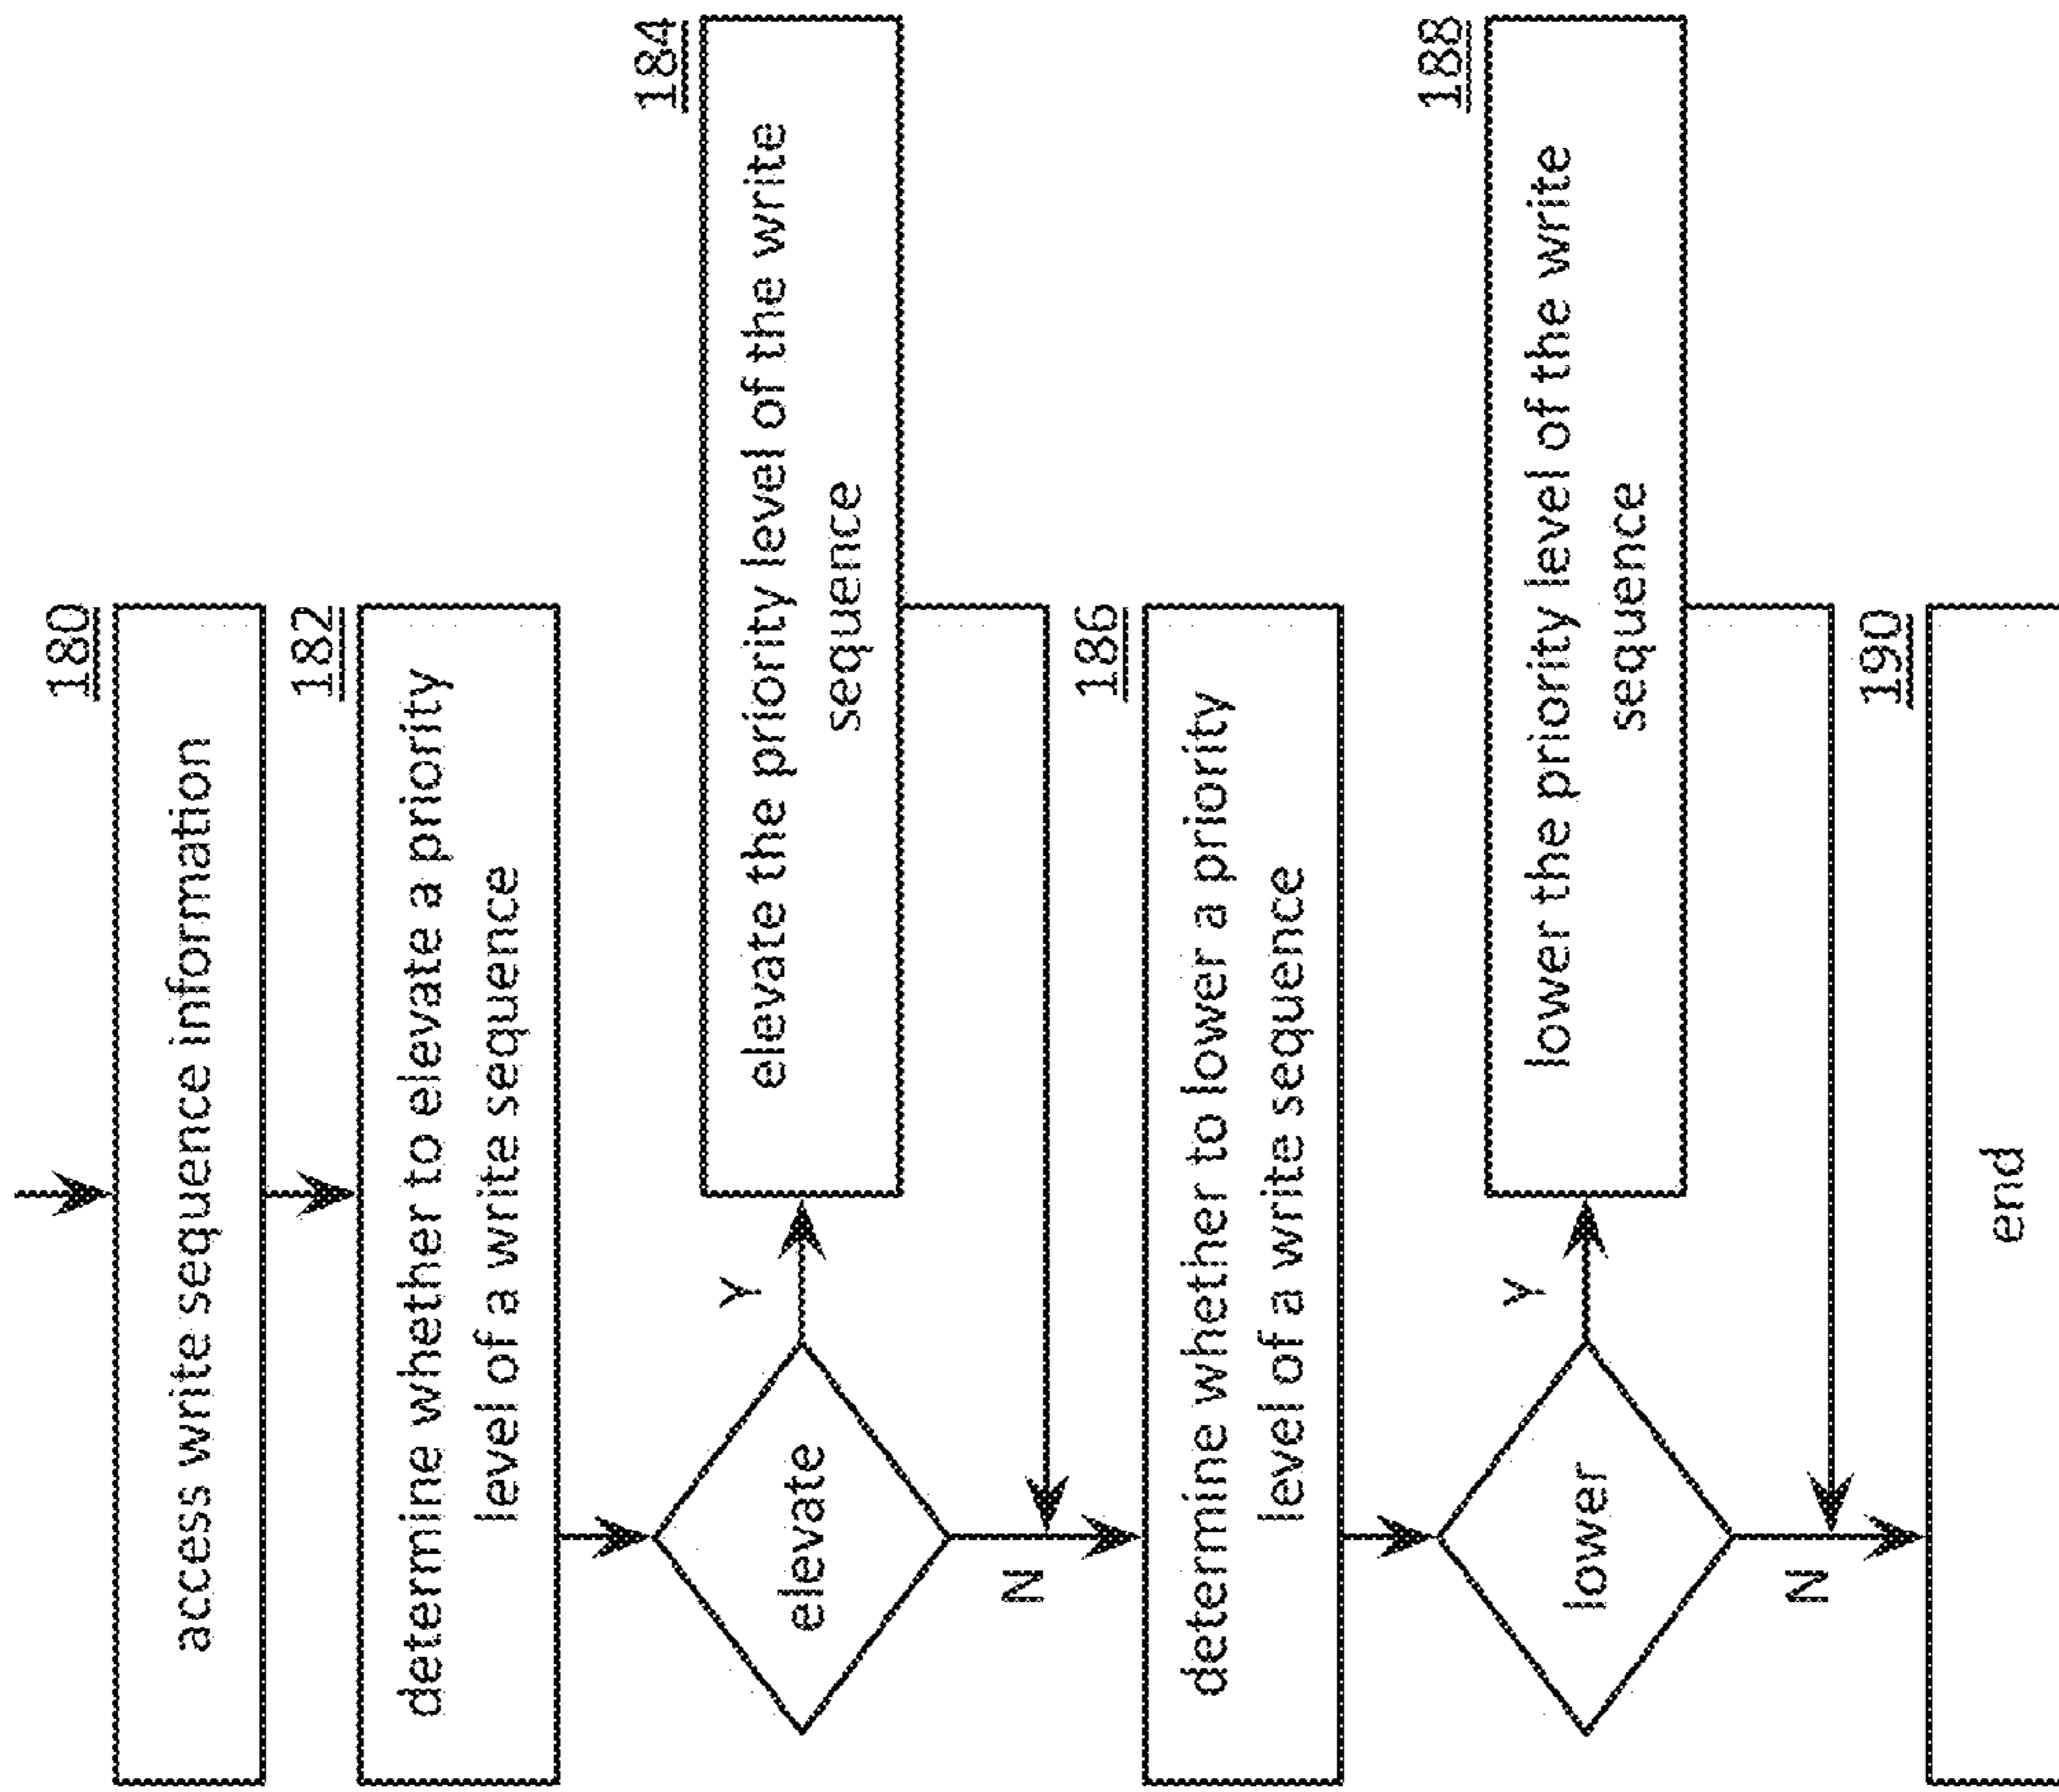 180
access write sequence information
182
determine whether to elevate a priority
level of a write sequence
elevate
Y
184
elevate the priority level of the write
sequence
N
186
determine whether to lower a priority
level of a write sequence
lower
Y
188
lower the priority level of the write
sequence
N
190
end